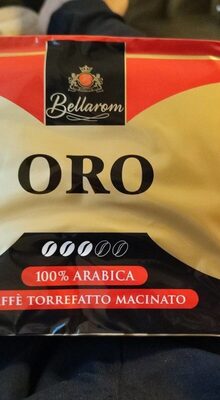 Bellarom
ORO
100% ARABICA
FFÈ TORREFATTO MACINATO